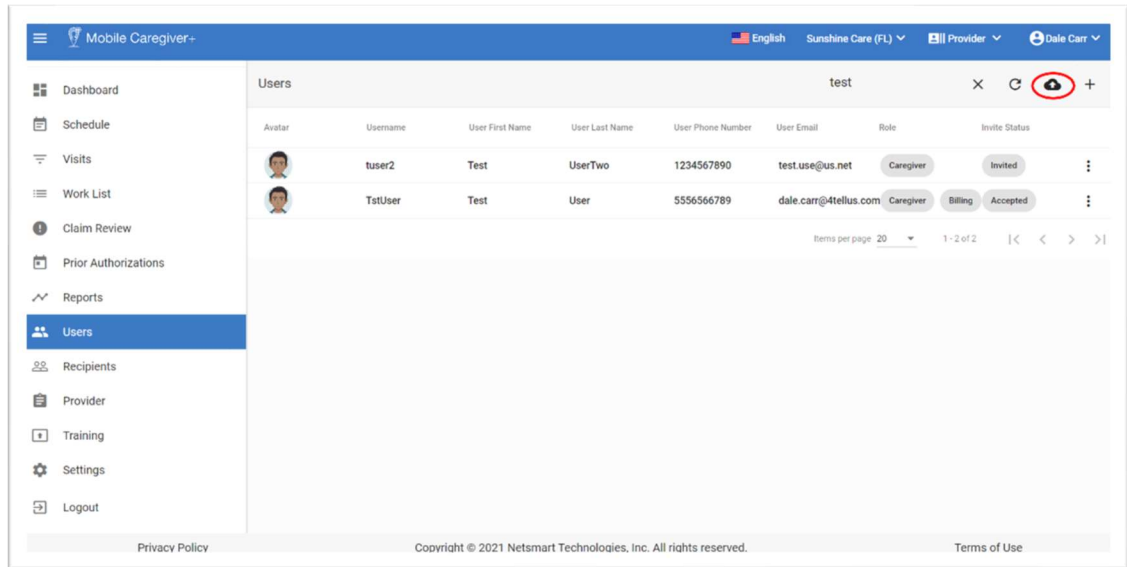 Mobile Caregiver+ English Sunshine Care (FL) Provider Dale Carr
Dashboard
Schedule
Visits
Work List
Claim Review
Prior Authorizations
Reports
Users
Recipients
Provider
Training
Settings
Logout
Users test
Avatar Username User First Name User Last Name User Phone Number User Email Role Invite Status
tuser2 Test UserTwo 1234567890 test.use@us.net Caregiver Invited
TstUser Test User 5556566789 dale.carr@4tellus.com Caregiver Billing Accepted
Items per page 20 1 - 2 of 2
Privacy Policy Copyright © 2021 Netsmart Technologies, Inc. All rights reserved. Terms of Use